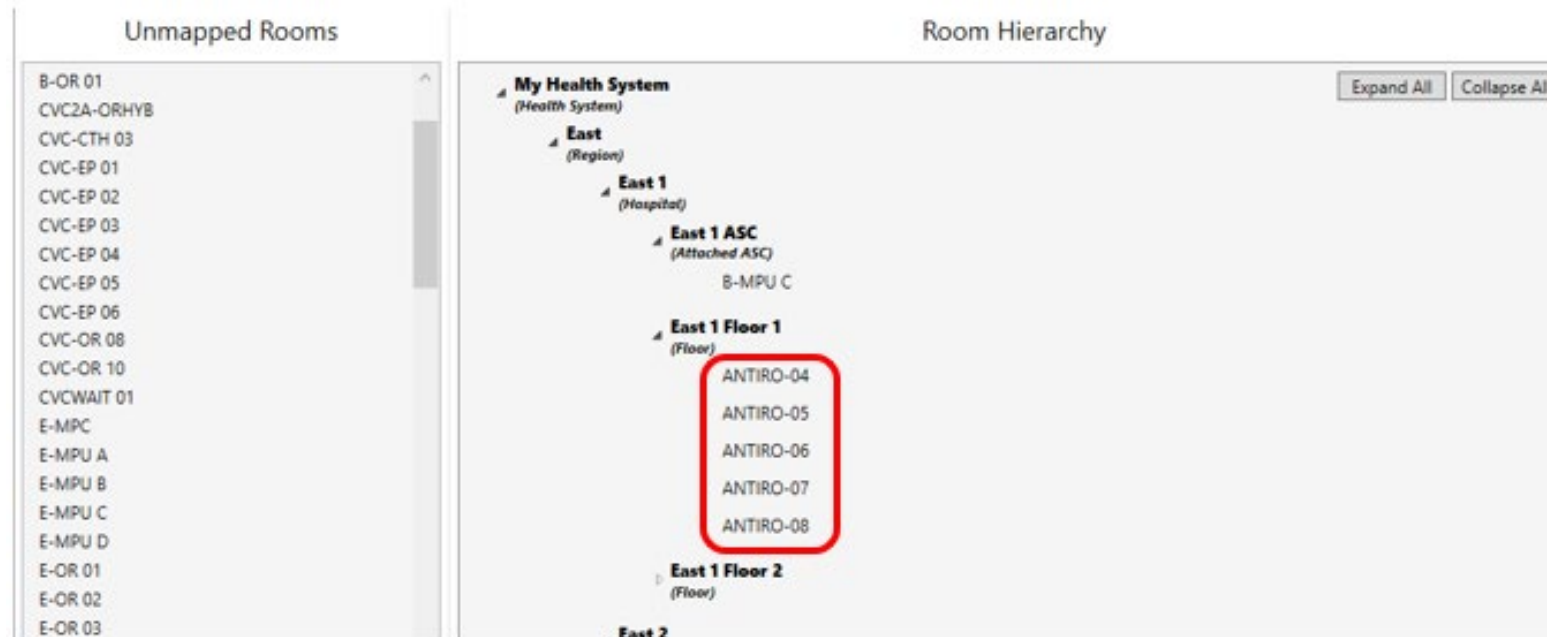 Unmapped Rooms
B-OR 01
CVC2A-ORHYB
CVC-CTH 03
CVC-EP 01
CVC-EP 02
CVC-EP 03
CVC-EP 04
CVC-EP 05
CVC-EP 06
CVC-OR 08
CVC-OR 10
CVCWAIT 01
E-MPC
E-MPU A
E-MPU B
E-MPU C
E-MPU D
E-OR 01
E-OR 02
E-OR 03
Room Hierarchy
Expand All
Collapse All
My Health System
(Health System)
East
(Region)
East 1
(Hospital)
East 1 ASC
(Attached ASC)
B-MPU C
East 1 Floor 1
(Floor)
ANTIRO-04
ANTIRO-05
ANTIRO-06
ANTIRO-07
ANTIRO-08
East 1 Floor 2
(Floor)
East 2